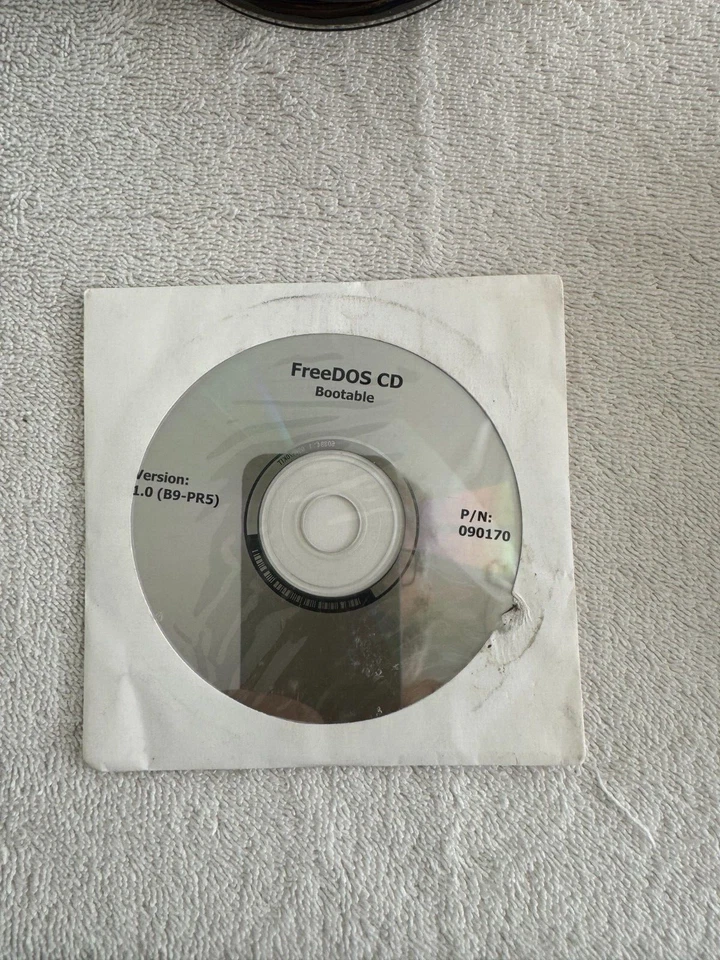 FreeDOS CD
Bootable
Version:
1.0 (B9-PR5)
P/N:
090170